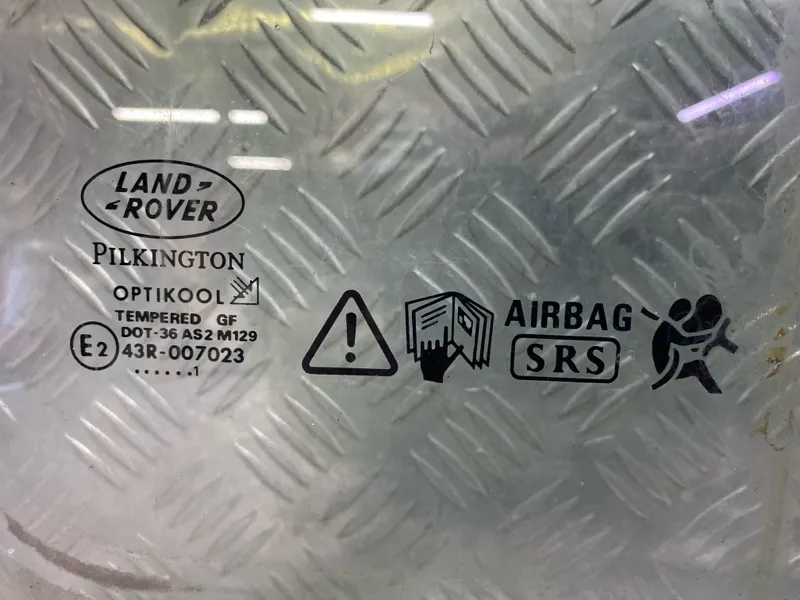 LAND
ROVER
PILKINGTON
OPTIKOOL
TEMPERED GF
DOT-36 AS2 M129
E2 43R-007023
......1
AIRBAG
SRS